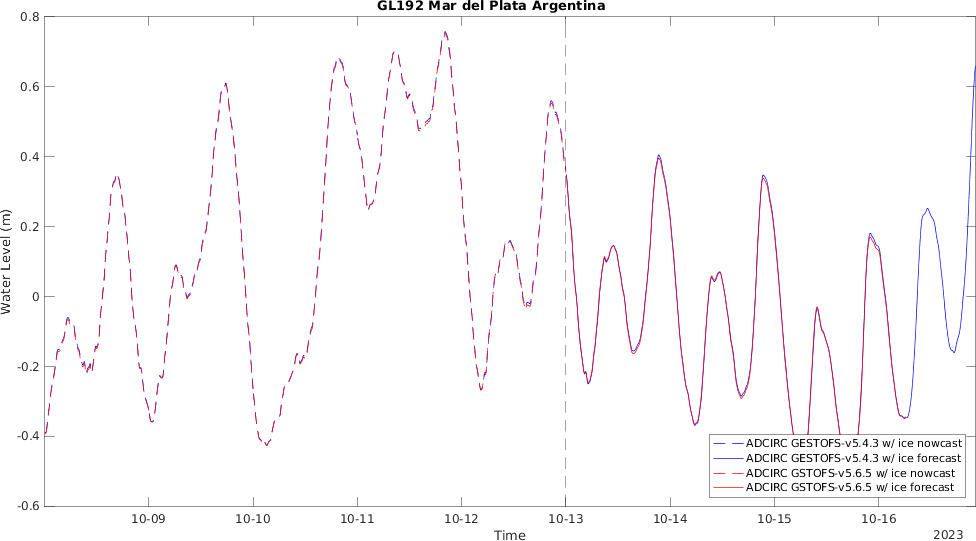 GL192 Mar del Plata Argentina
0.8
0.6
0.4
0.2
0
-0.2
-0.4
-0.6
Water Level (m)
10-09
10-10
10-11
10-12
10-13
10-14
10-15
10-16
Time
2023
ADCIRC GESTOFS-v5.4.3 w/ ice nowcast
ADCIRC GESTOFS-v5.4.3 w/ ice forecast
ADCIRC GSTOFS-v5.6.5 w/ ice nowcast
ADCIRC GSTOFS-v5.6.5 w/ ice forecast